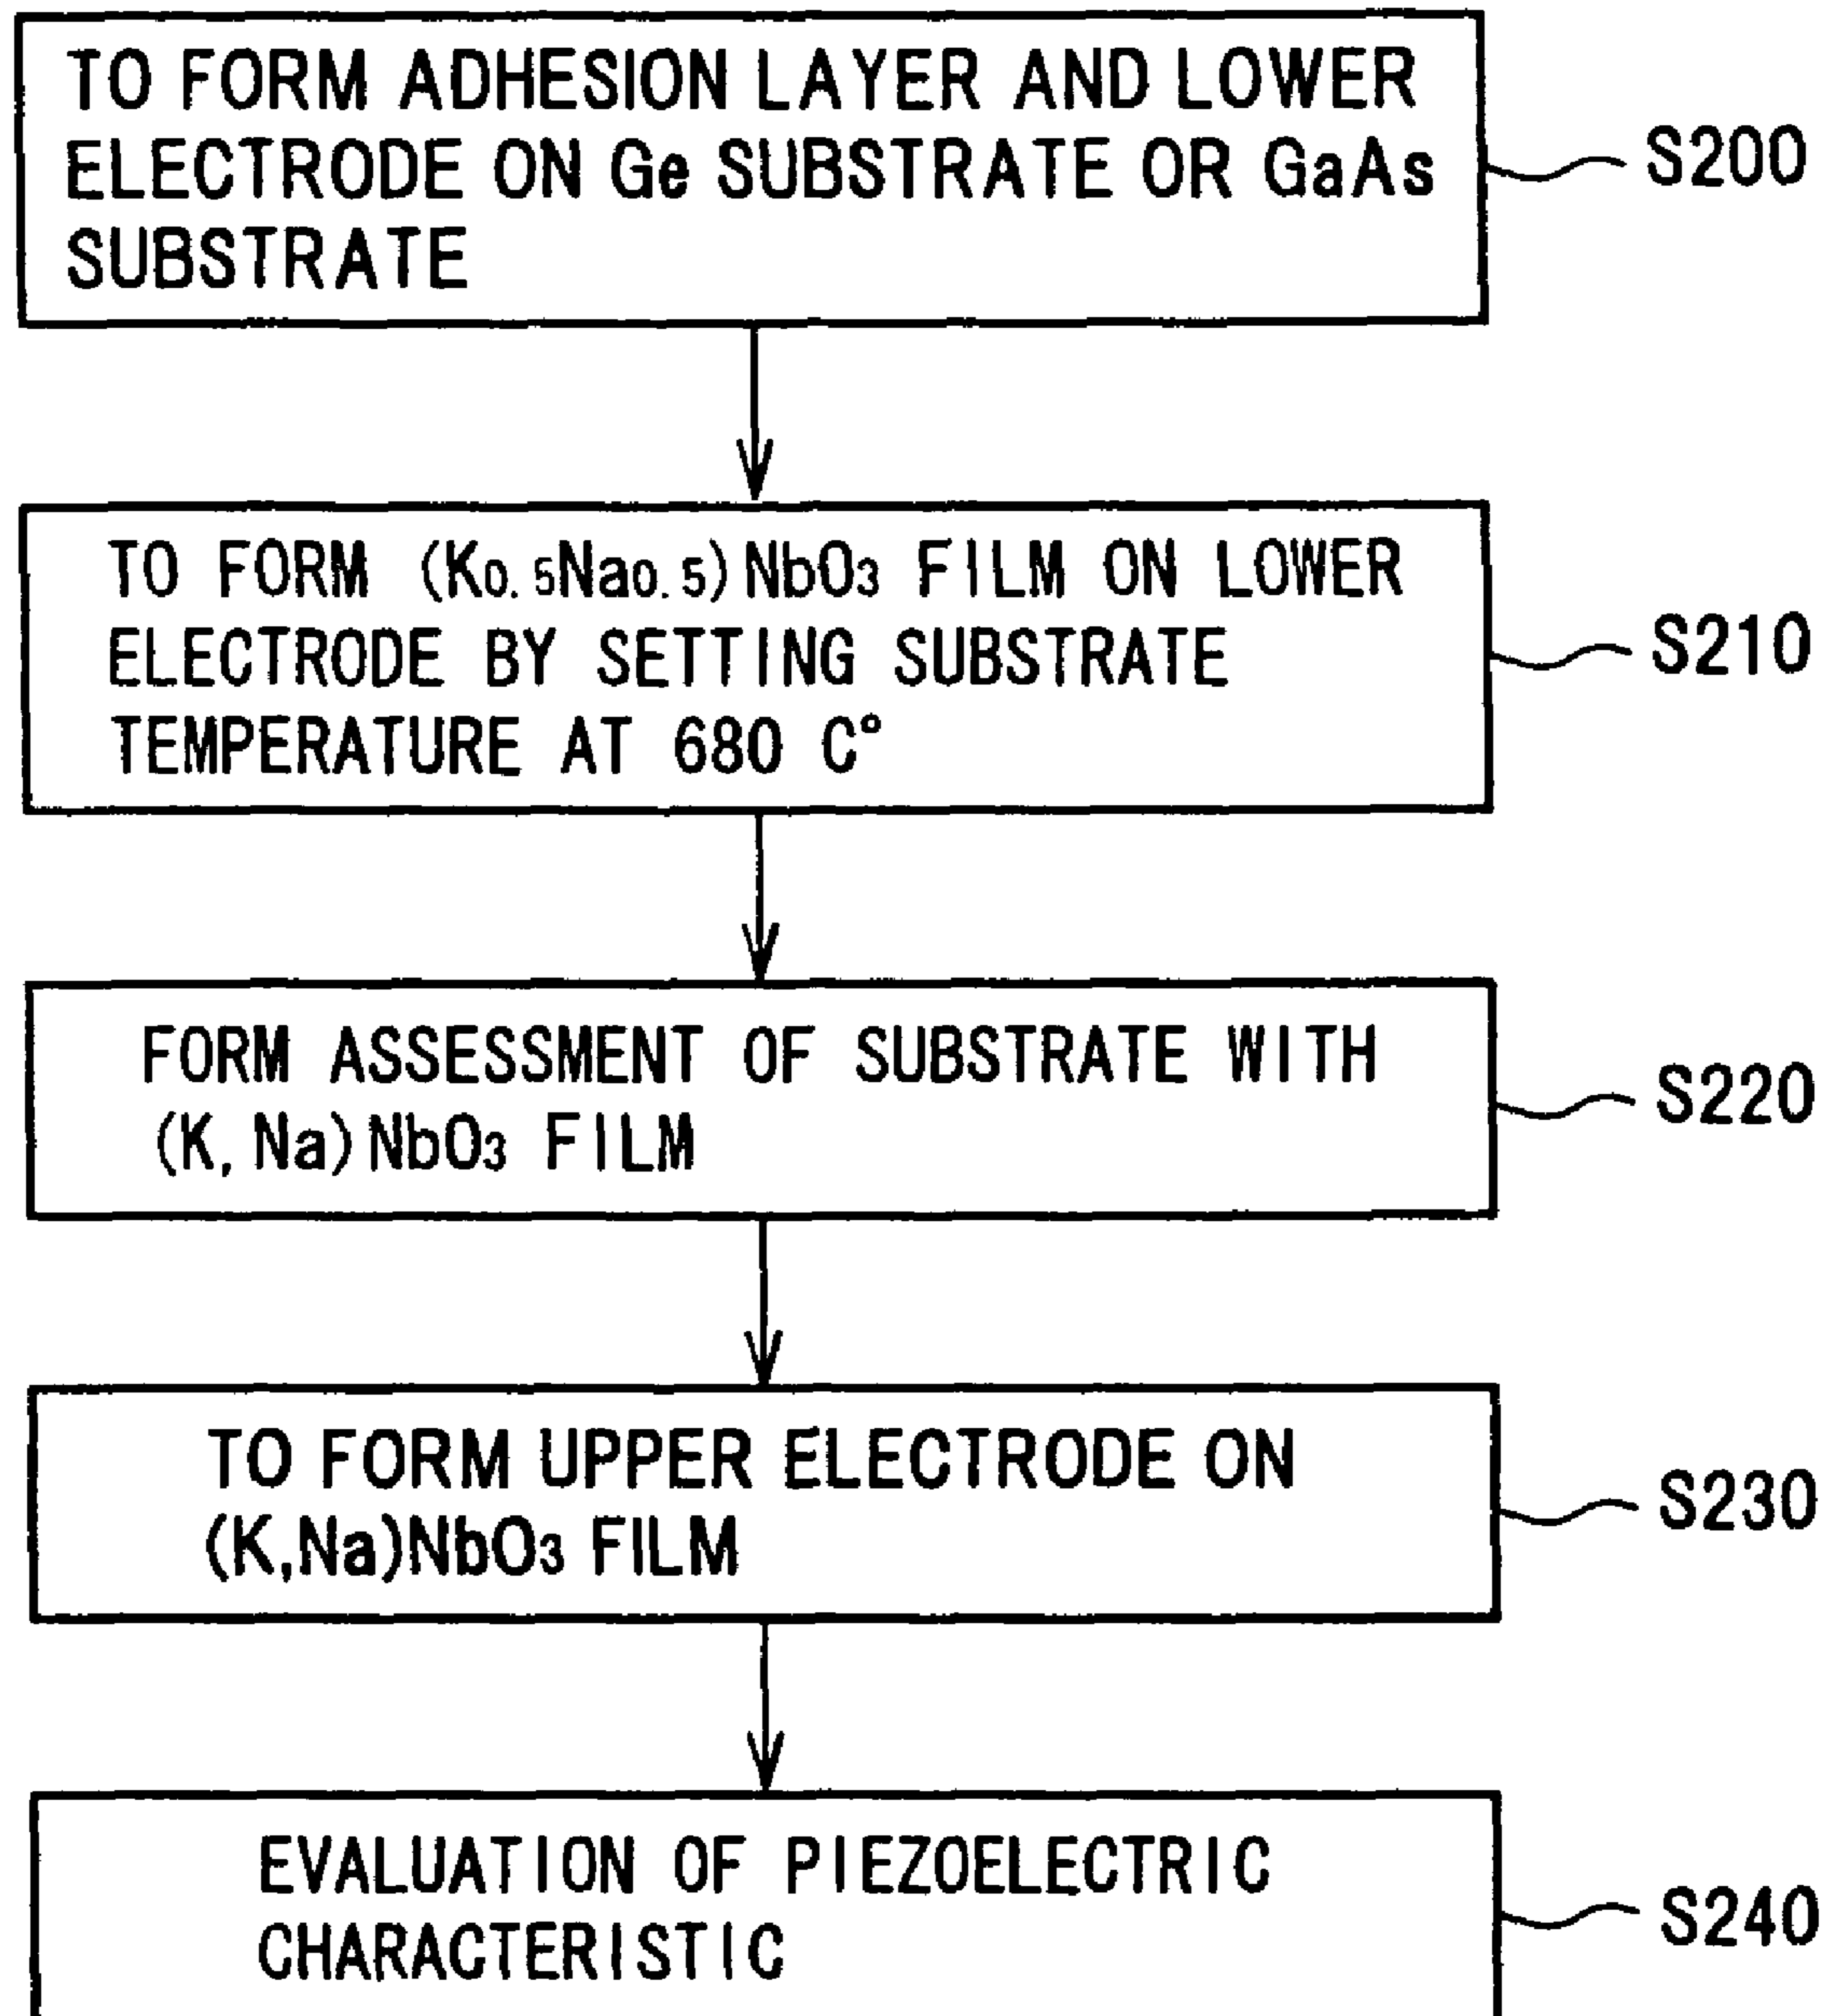 TO FORM ADHESION LAYER AND LOWER
ELECTRODE ON Ge SUBSTRATE OR GaAs
SUBSTRATE
S200
TO FORM (K0.5Na0.5)NbO3 FILM ON LOWER
ELECTRODE BY SETTING SUBSTRATE
TEMPERATURE AT 680 C°
S210
FORM ASSESSMENT OF SUBSTRATE WITH
(K, Na)NbO3 FILM
S220
TO FORM UPPER ELECTRODE ON
(K,Na)NbO3 FILM
S230
EVALUATION OF PIEZOELECTRIC
CHARACTERISTIC
S240